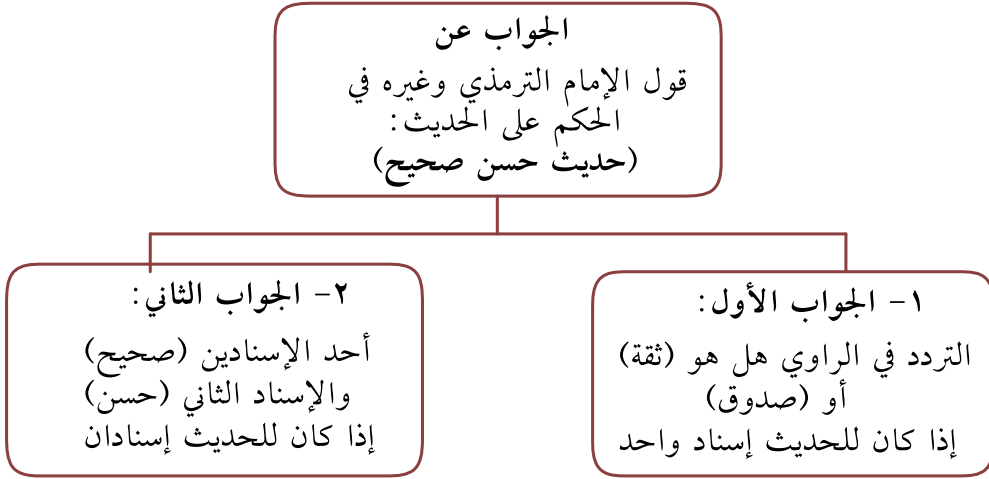 الجواب عن
قول الإمام الترمذي وغيره في
الحكم على الحديث:
(حديث حسن صحيح)
١- الجواب الأول:
التردد في الراوي هل هو (ثقة)
أو (صدوق)
إذا كان للحديث إسناد واحد
٢- الجواب الثاني:
أحد الإسنادين (صحيح)
والإسناد الثاني (حسن)
إذا كان للحديث إسنادان